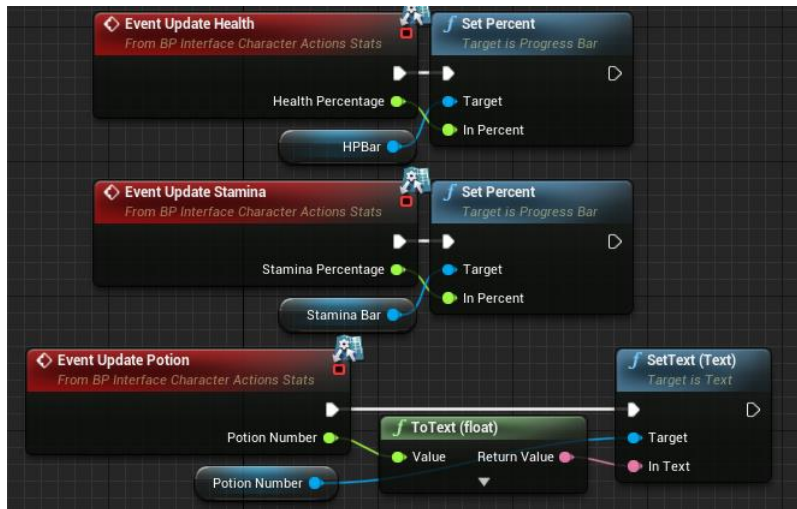 Event Update Health
From BP Interface Character Actions Stats
Health Percentage
HPBar
f Set Percent
Target is Progress Bar
Target
In Percent
Event Update Stamina
From BP Interface Character Actions Stats
Stamina Percentage
Stamina Bar
f Set Percent
Target is Progress Bar
Target
In Percent
Event Update Potion
From BP Interface Character Actions Stats
Potion Number
Potion Number
f ToText (float)
Value Return Value
f SetText (Text)
Target is Text
Target
In Text